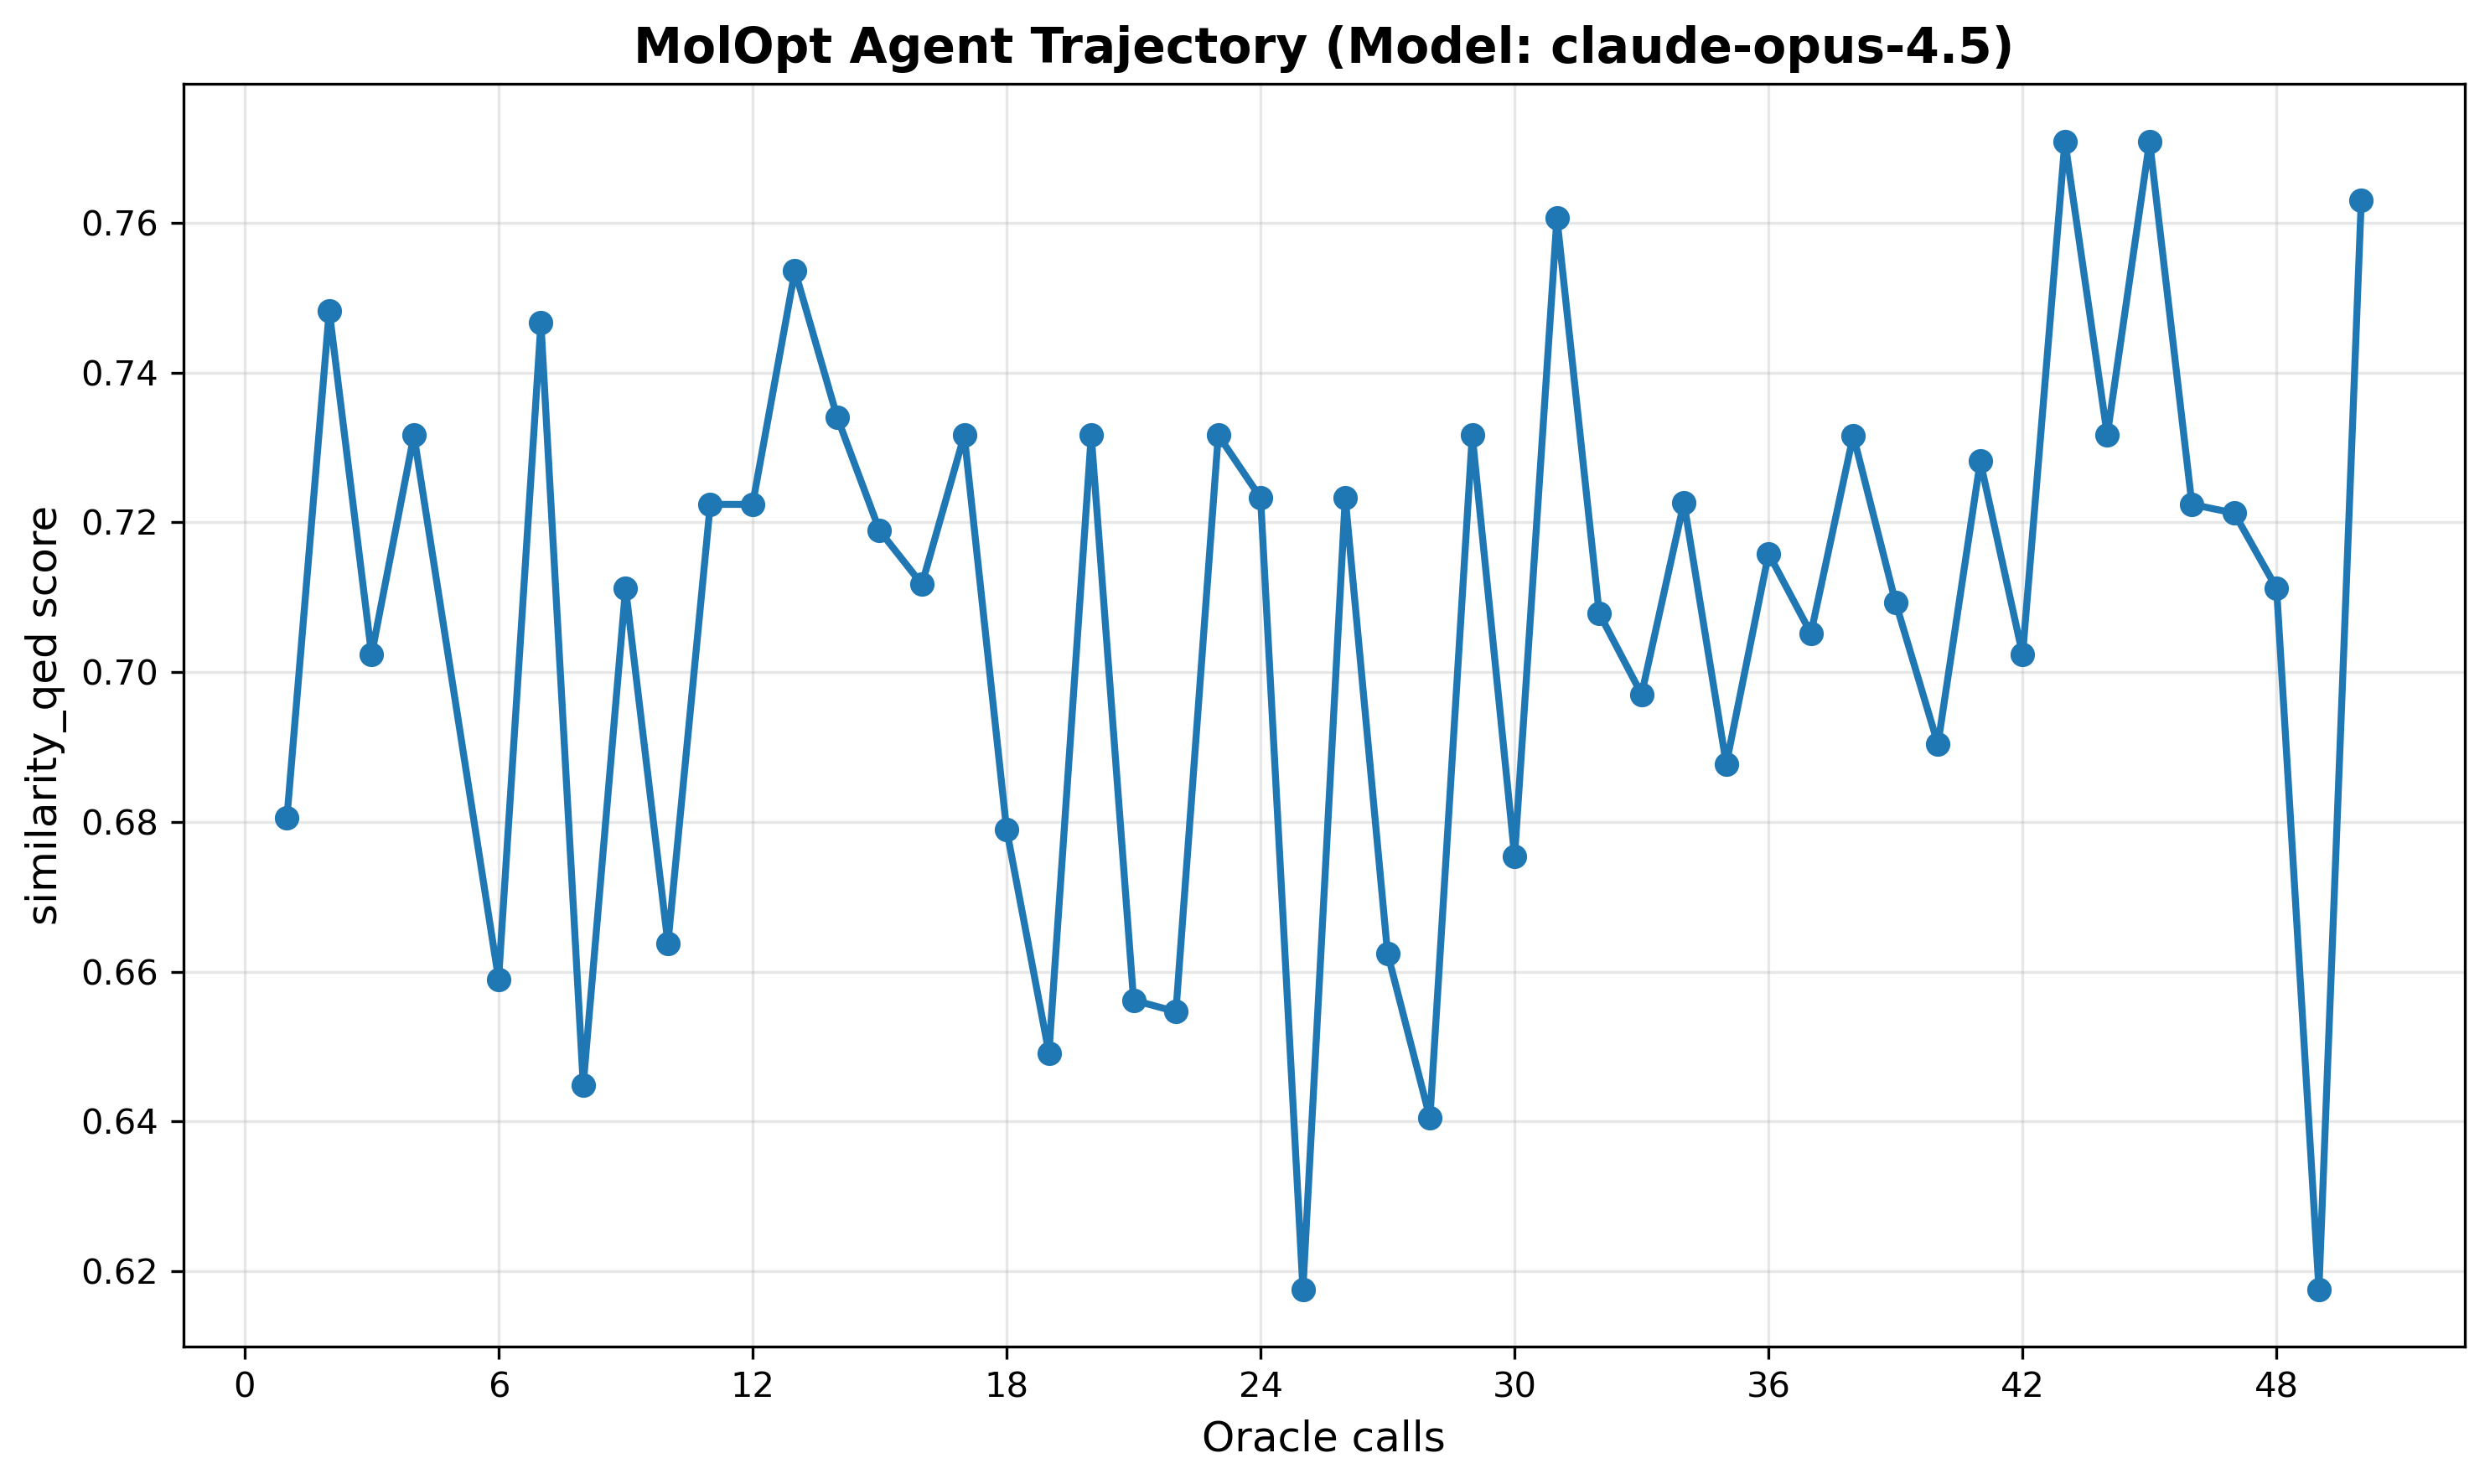 MolOpt Agent Trajectory (Model: claude-opus-4.5)
similarity_qed score
0.76
0.74
0.72
0.70
0.68
0.66
0.64
0.62
0 6 12 18 24 30 36 42 48
Oracle calls